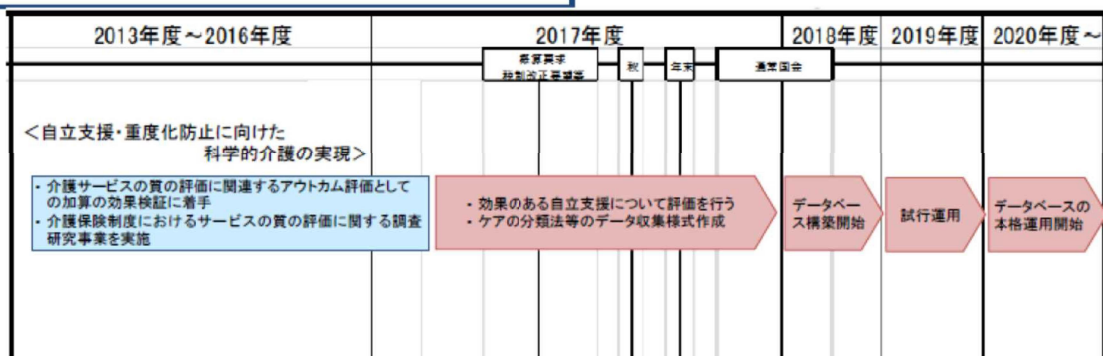 2013年度～2016年度
2017年度
2018年度
2019年度
2020年度～
税制改正要望等
秋
年末
通常国会
＜自立支援・重度化防止に向けた
科学的介護の実現＞
・介護サービスの質の評価に関連するアウトカム評価として
の加算の効果検証に着手
・介護保険制度におけるサービスの質の評価に関する調査
研究事業を実施
・効果のある自立支援について評価を行う
・ケアの分類法等のデータ収集様式作成
データベー
ス構築開始
試行運用
データベースの
本格運用開始